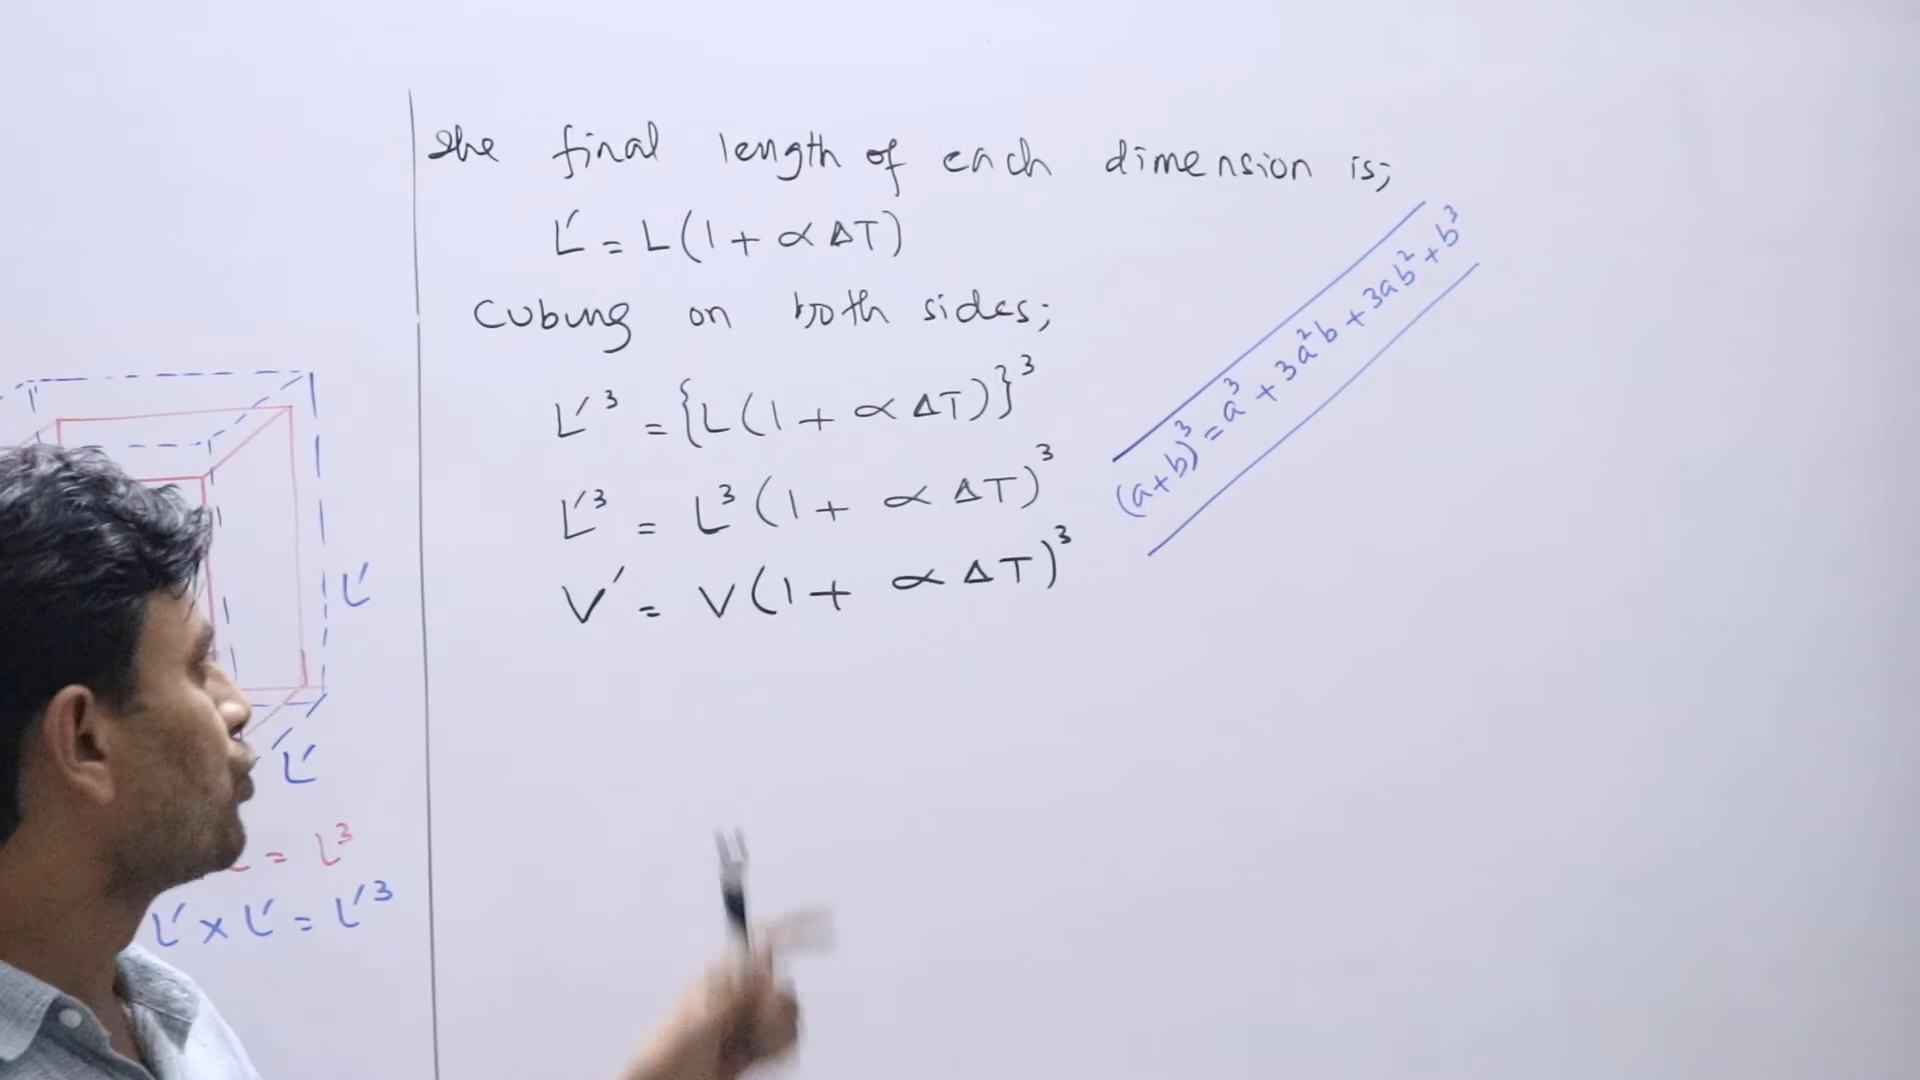 L'
L'
= L³
L' × L' = L'³
The final length of each dimension is;
L' = L(1 + α ΔT)
Cubing on both sides;
L'³ = {L(1 + α ΔT)}³
L'³ = L³(1 + α ΔT)³
V' = V(1 + α ΔT)³
(a+b)³ = a³ + 3a²b + 3ab² + b³